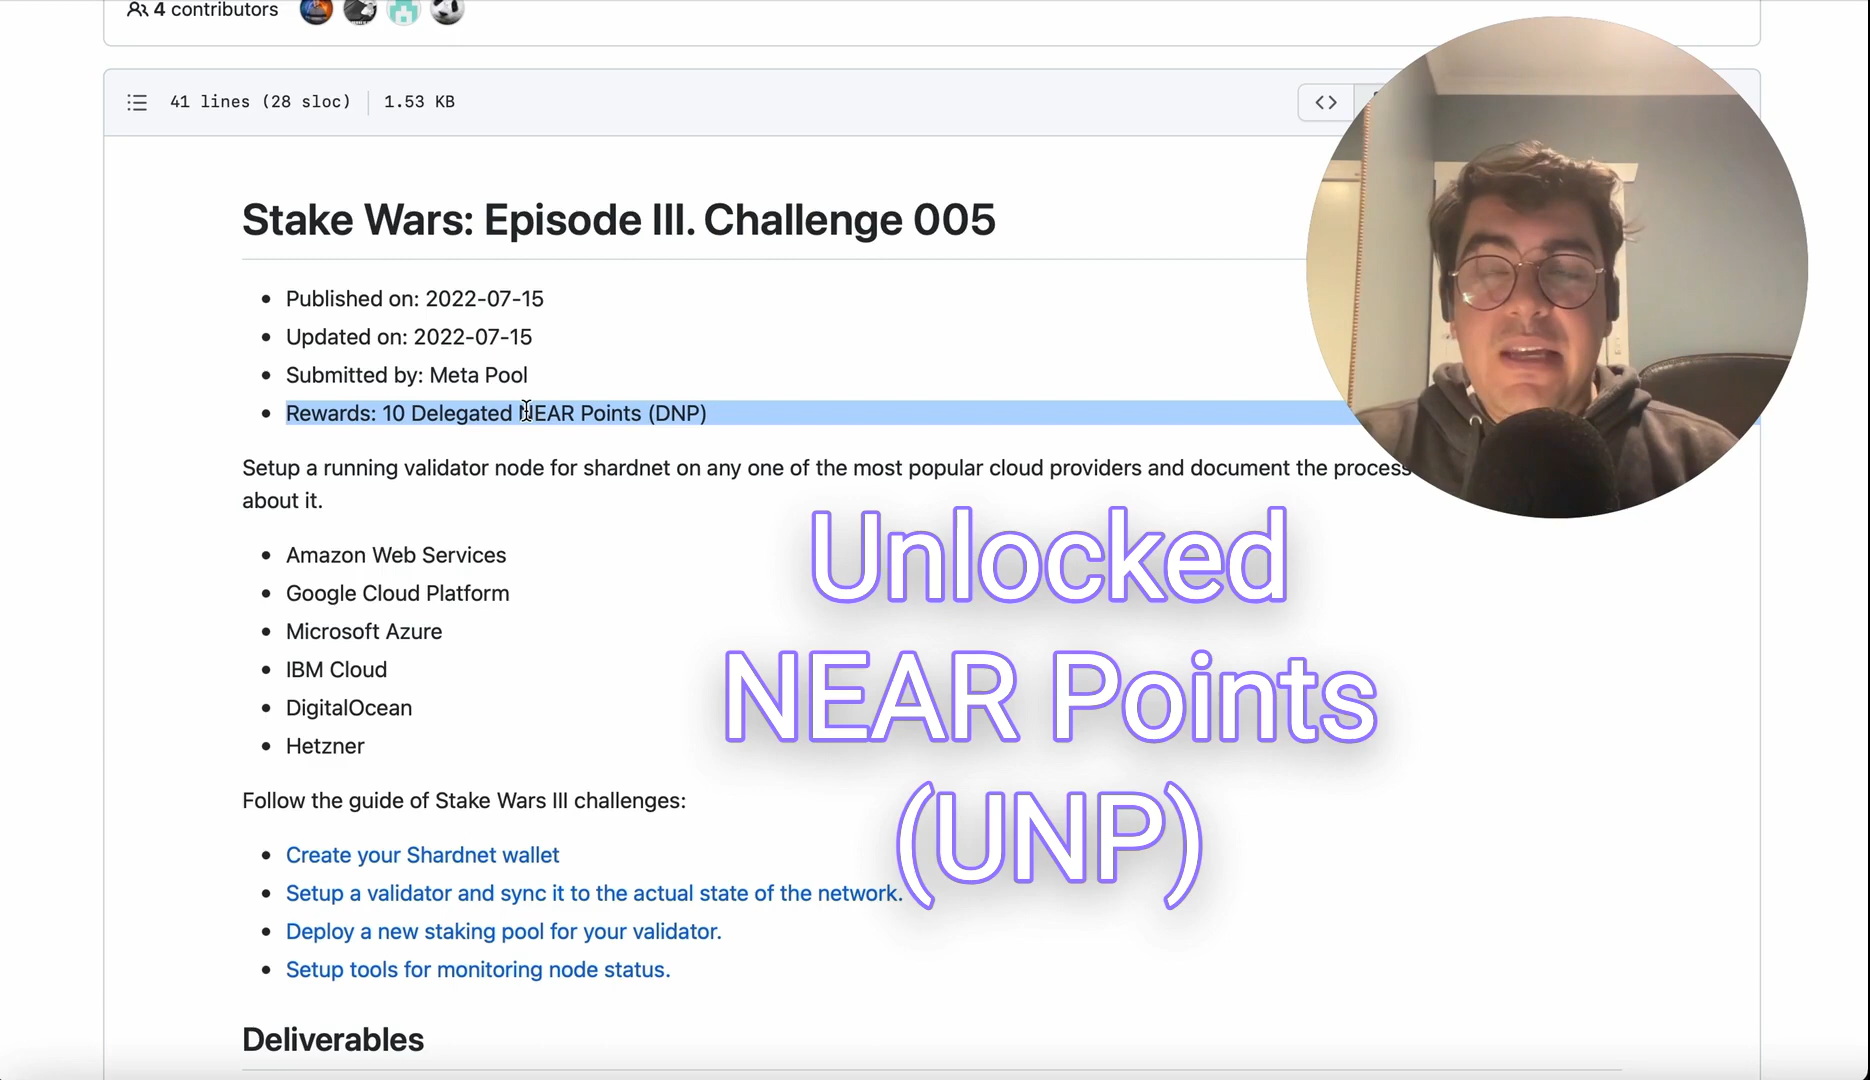 4 contributors
41 lines (28 sloc) 1.53 KB
Stake Wars: Episode III. Challenge 005
Published on: 2022-07-15
Updated on: 2022-07-15
Submitted by: Meta Pool
Rewards: 10 Delegated NEAR Points (DNP)
Setup a running validator node for shardnet on any one of the most popular cloud providers and document the process
about it.
Amazon Web Services
Google Cloud Platform
Microsoft Azure
IBM Cloud
DigitalOcean
Hetzner
Unlocked
NEAR Points
(UNP)
Follow the guide of Stake Wars III challenges:
Create your Shardnet wallet
Setup a validator and sync it to the actual state of the network.
Deploy a new staking pool for your validator.
Setup tools for monitoring node status.
Deliverables